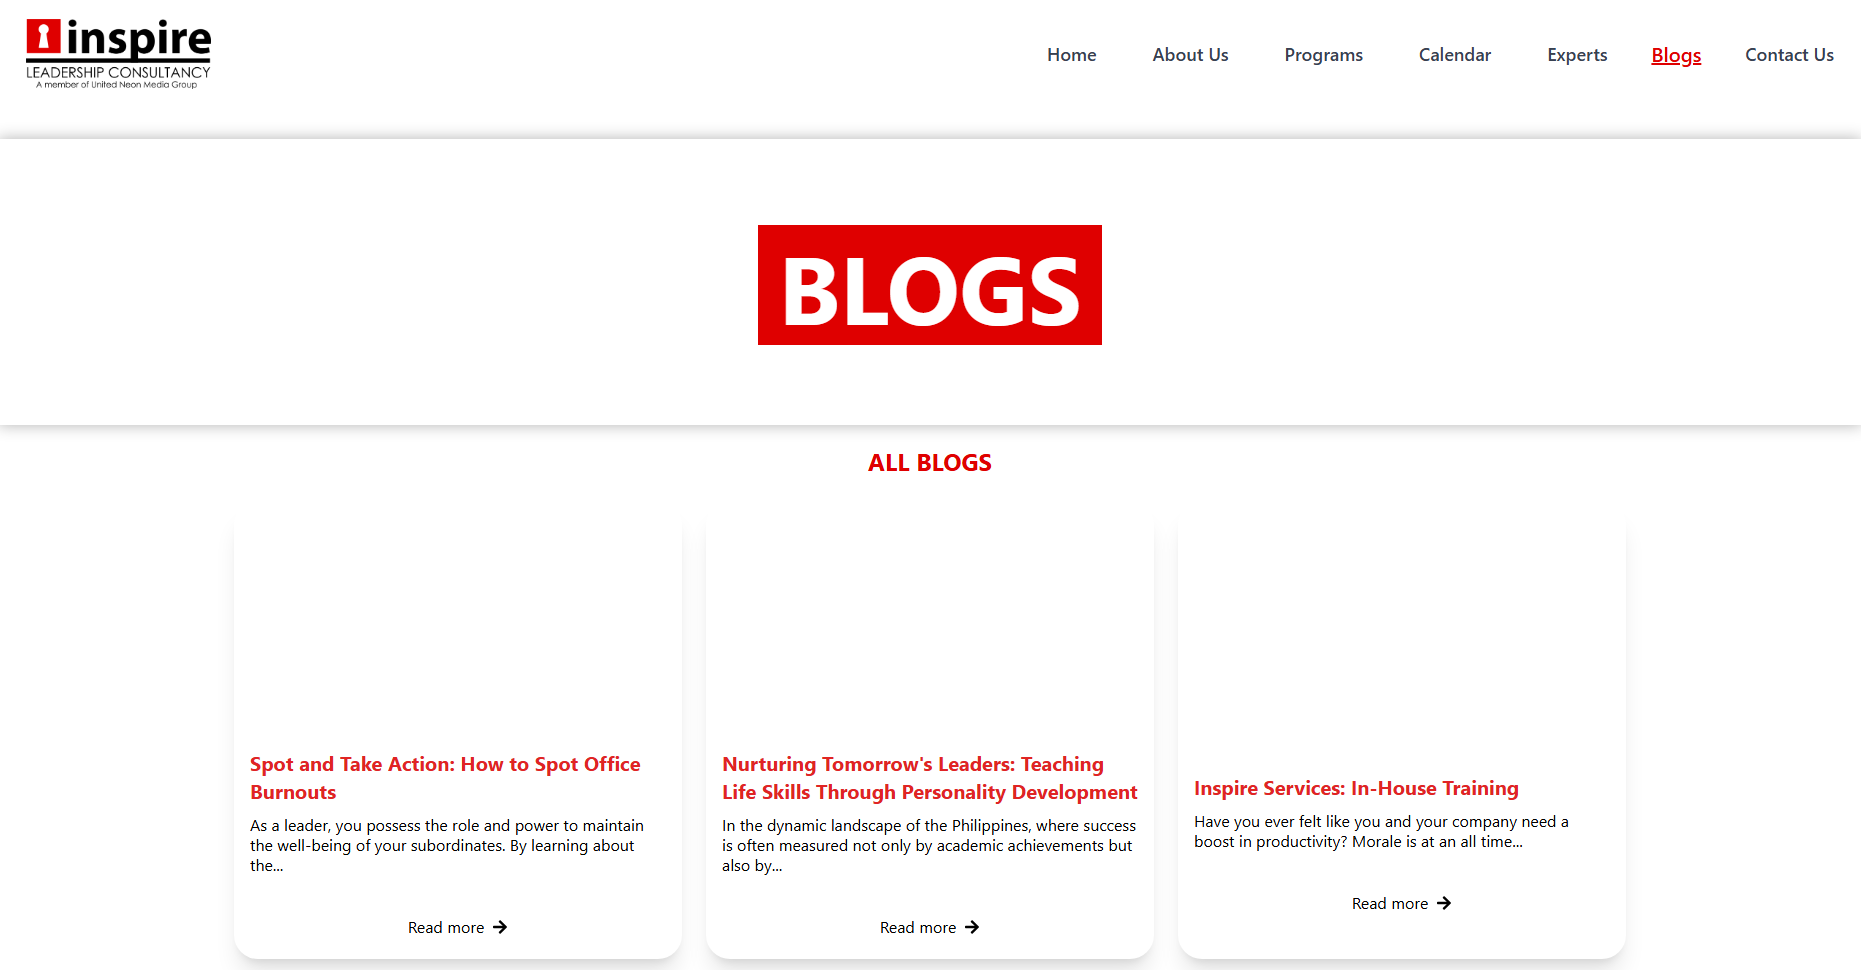 inspire
LEADERSHIP CONSULTANCY
A member of United Neon Media Group
Home
About Us
Programs
Calendar
Experts
Blogs
Contact Us
BLOGS
ALL BLOGS
Spot and Take Action: How to Spot Office
Burnouts
As a leader, you possess the role and power to maintain
the well-being of your subordinates. By learning about
the...
Read more
Nurturing Tomorrow's Leaders: Teaching
Life Skills Through Personality Development
In the dynamic landscape of the Philippines, where success
is often measured not only by academic achievements but
also by...
Read more
Inspire Services: In-House Training
Have you ever felt like you and your company need a
boost in productivity? Morale is at an all time...
Read more